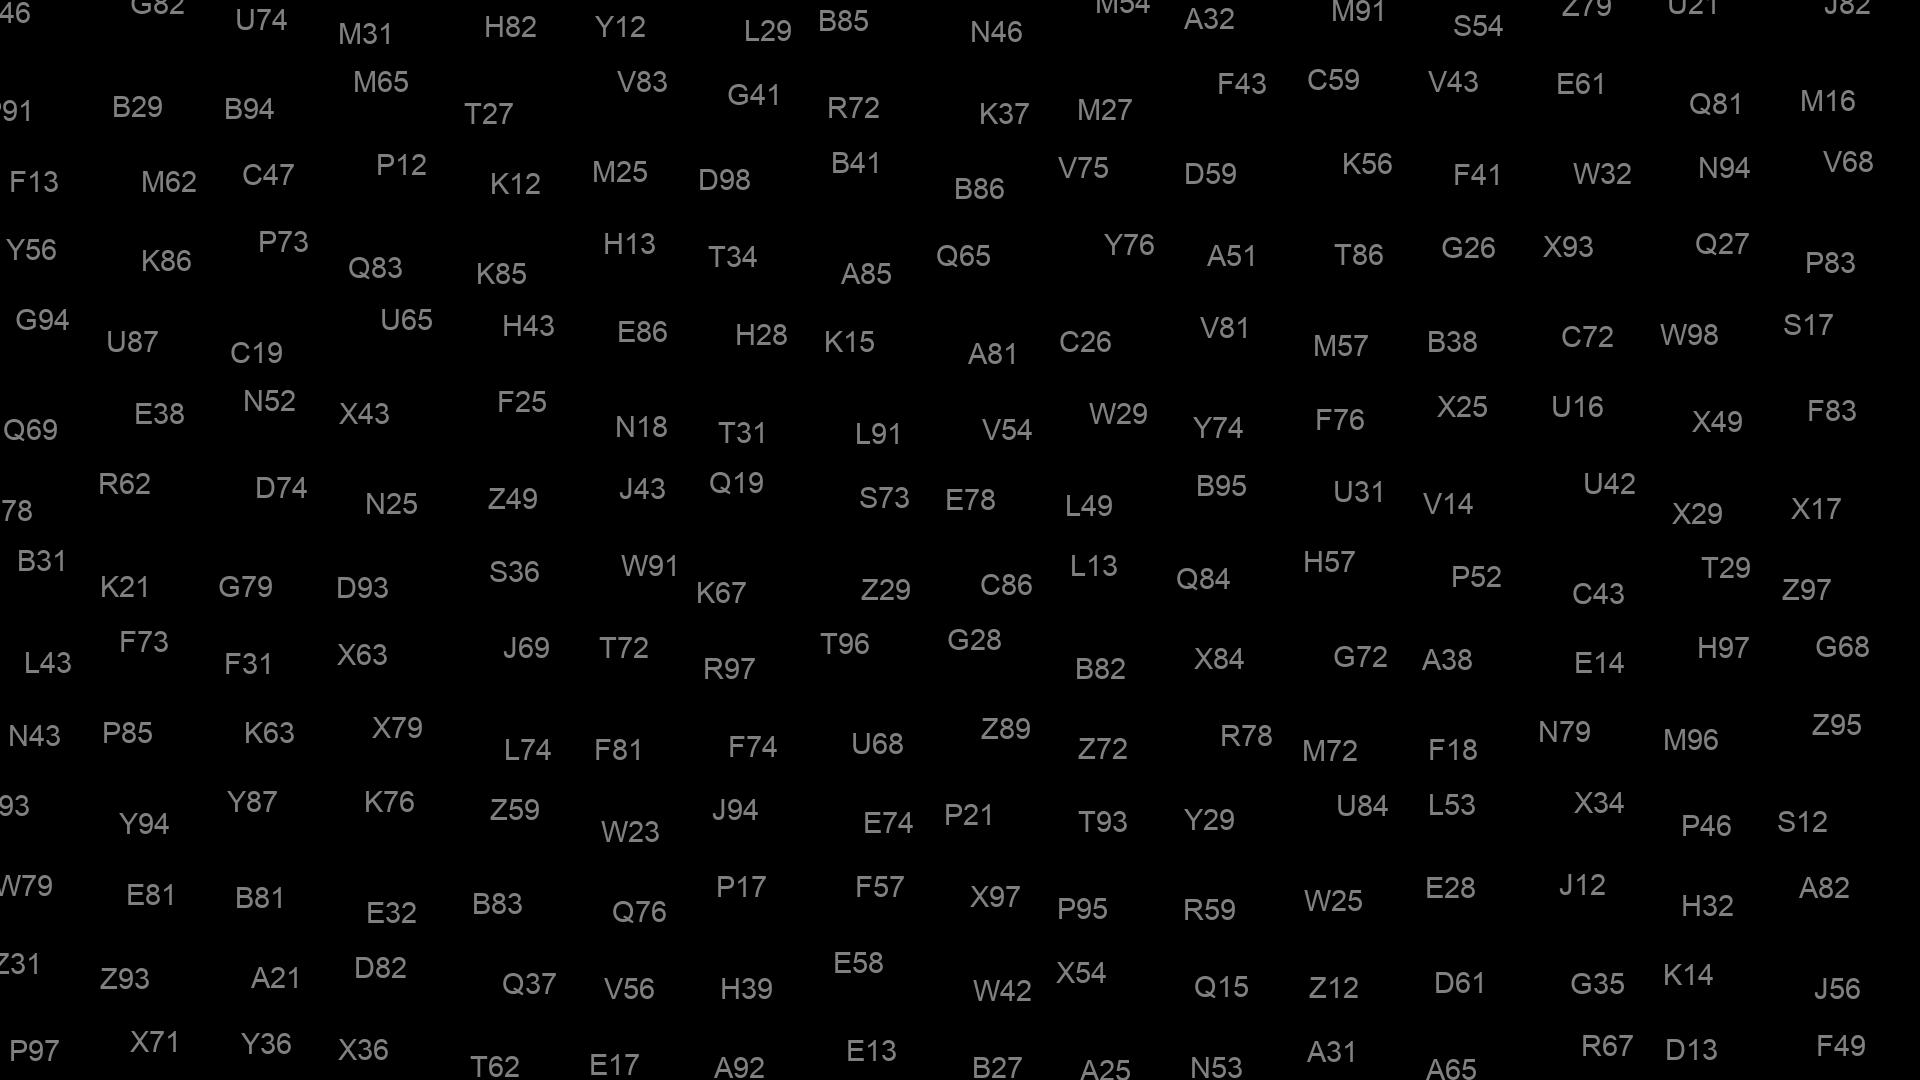 46 G82 U74 M31 H82 Y12 L29 B85 N46 M54 A32 M91 S54 Z79 U21 J82
91 B29 B94 M65 T27 V83 G41 R72 K37 M27 F43 C59 V43 E61 Q81 M16
F13 M62 C47 P12 K12 M25 D98 B41 B86 V75 D59 K56 F41 W32 N94 V68
Y56 K86 P73 Q83 K85 H13 T34 A85 Q65 Y76 A51 T86 G26 X93 Q27 P83
G94 U87 C19 U65 H43 E86 H28 K15 A81 C26 V81 M57 B38 C72 W98 S17
Q69 E38 N52 X43 F25 N18 T31 L91 V54 W29 Y74 F76 X25 U16 X49 F83
78 R62 D74 N25 Z49 J43 Q19 S73 E78 L49 B95 U31 V14 U42 X29 X17
B31 K21 G79 D93 S36 W91 K67 Z29 C86 L13 Q84 H57 P52 C43 T29 Z97
L43 F73 F31 X63 J69 T72 R97 T96 G28 B82 X84 G72 A38 E14 H97 G68
N43 P85 K63 X79 L74 F81 F74 U68 Z89 Z72 R78 M72 F18 N79 M96 Z95
93 Y94 Y87 K76 Z59 W23 J94 E74 P21 T93 Y29 U84 L53 X34 P46 S12
W79 E81 B81 E32 B83 Q76 P17 F57 X97 P95 R59 W25 E28 J12 H32 A82
Z31 Z93 A21 D82 Q37 V56 H39 E58 W42 X54 Q15 Z12 D61 G35 K14 J56
P97 X71 Y36 X36 T62 E17 A92 E13 B27 A25 N53 A31 A65 R67 D13 F49